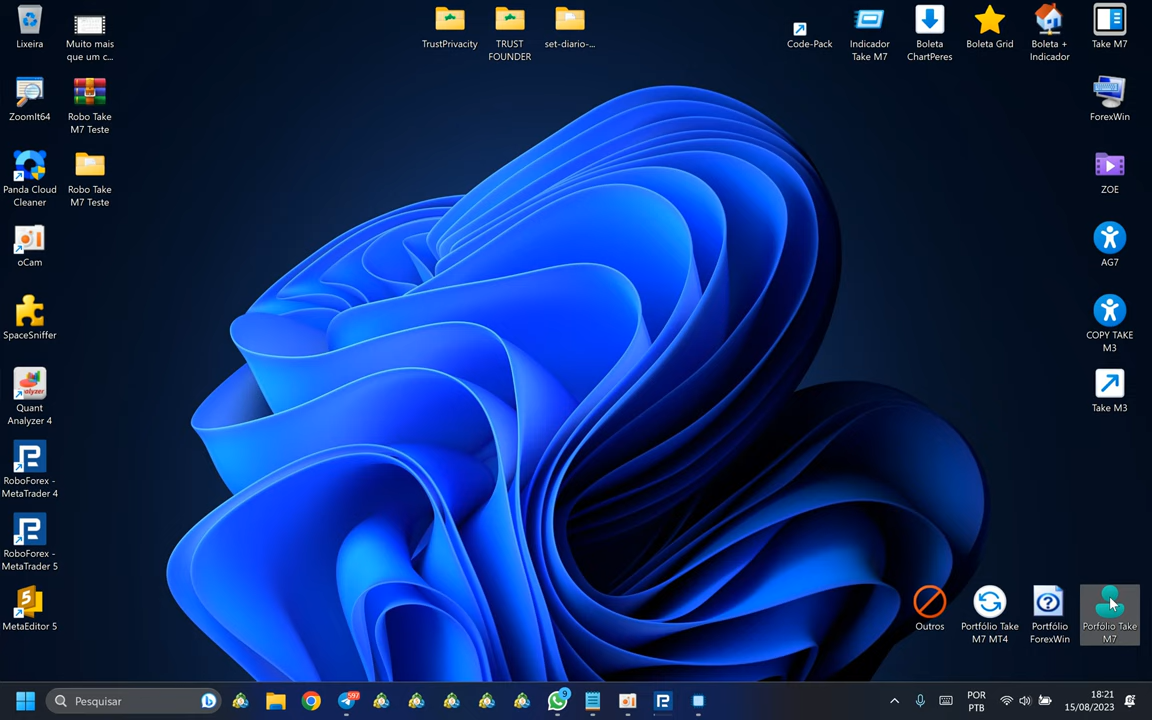 Lixeira
Muito mais
que um c...
TrustPrivacity
TRUST
FOUNDER
set-diario-...
Code-Pack
Indicador
Take M7
Boleta
ChartPeres
Boleta Grid
Boleta +
Indicador
Take M7
ZoomIt64
Robo Take
M7 Teste
ForexWin
Panda Cloud
Cleaner
Robo Take
M7 Teste
ZOE
oCam
AG7
SpaceSniffer
COPY TAKE
M3
Quant
Analyzer 4
Take M3
RoboForex -
MetaTrader 4
RoboForex -
MetaTrader 5
MetaEditor 5
Outros
Portfólio Take
M7 MT4
Portfólio
ForexWin
Porfólio Take
M7
Pesquisar
597
9
POR
PTB
18:21
15/08/2023